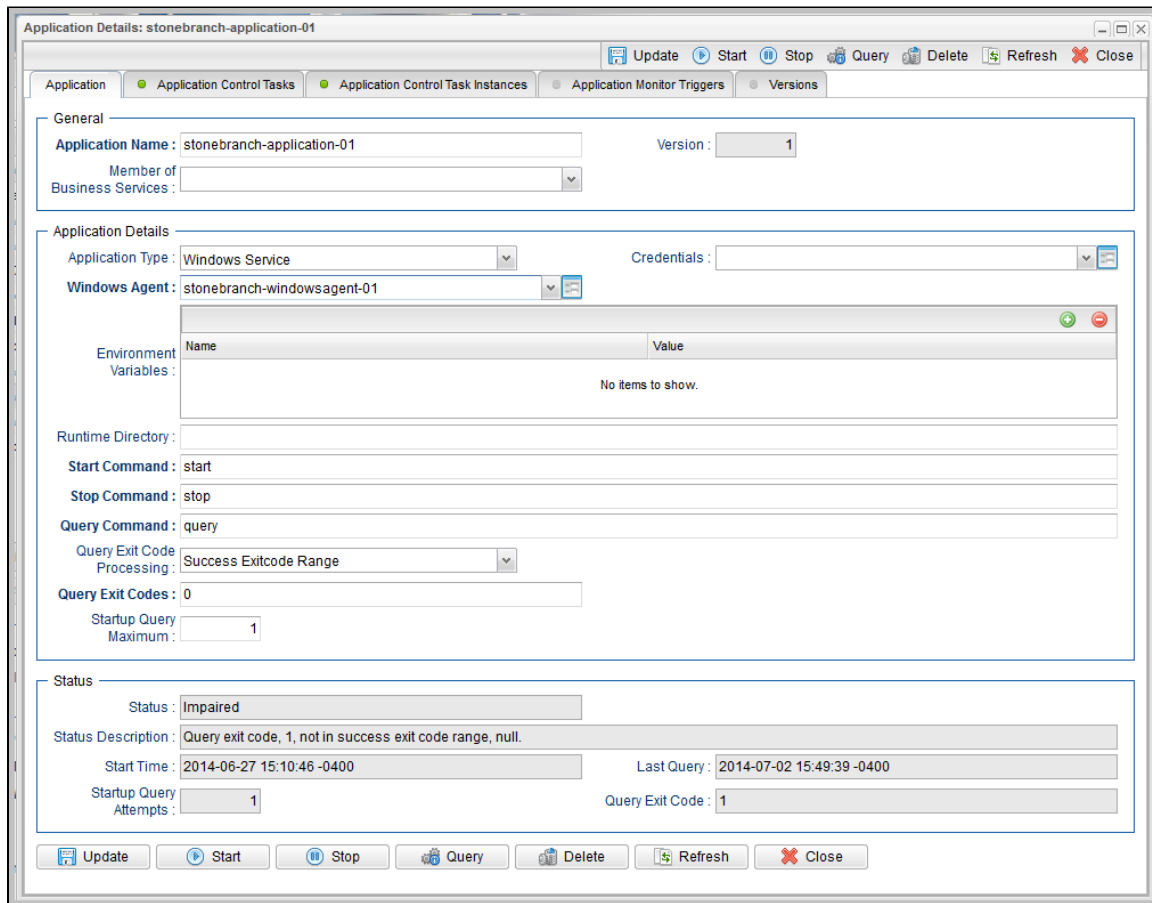 Application Details: stonebranch-application-01
Update Start Stop Query Delete Refresh Close
Application Application Control Tasks Application Control Task Instances Application Monitor Triggers Versions
General
Application Name : stonebranch-application-01 Version : 1
Member of
Business Services :
Application Details
Application Type : Windows Service Credentials :
Windows Agent : stonebranch-windowsagent-01
Environment
Variables :
Name Value
No items to show.
Runtime Directory :
Start Command : start
Stop Command : stop
Query Command : query
Query Exit Code
Processing : Success Exitcode Range
Query Exit Codes : 0
Startup Query
Maximum : 1
Status
Status : Impaired
Status Description : Query exit code, 1, not in success exit code range, null.
Start Time : 2014-06-27 15:10:46 -0400 Last Query : 2014-07-02 15:49:39 -0400
Startup Query
Attempts : 1 Query Exit Code : 1
Update Start Stop Query Delete Refresh Close